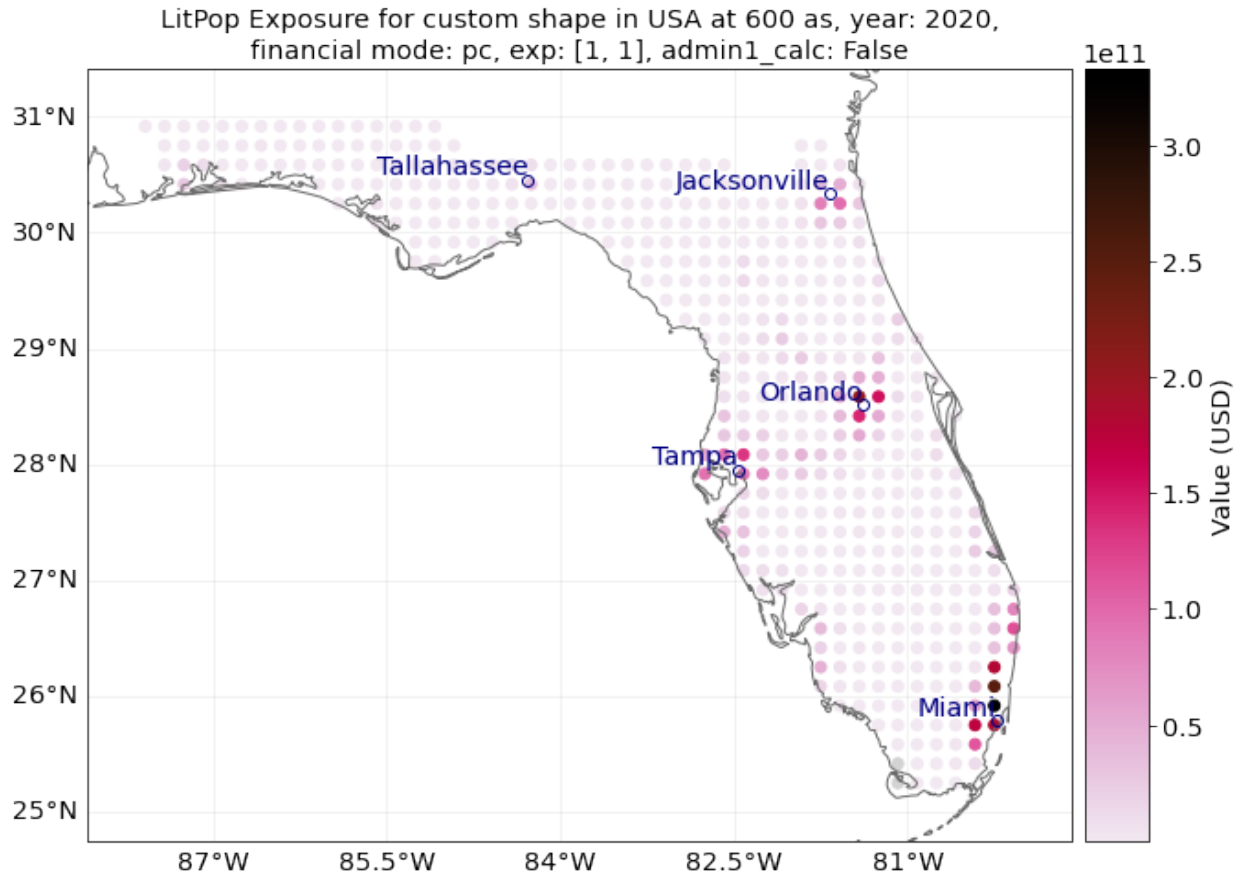 LitPop Exposure for custom shape in USA at 600 as, year: 2020,
financial mode: pc, exp: [1, 1], admin1_calc: False
1e11
31°N
30°N
29°N
28°N
27°N
26°N
25°N
Tallahassee
Jacksonville
Orlando
Tampa
Miami
87°W
85.5°W
84°W
82.5°W
81°W
3.0
2.5
2.0
1.5
1.0
0.5
Value (USD)